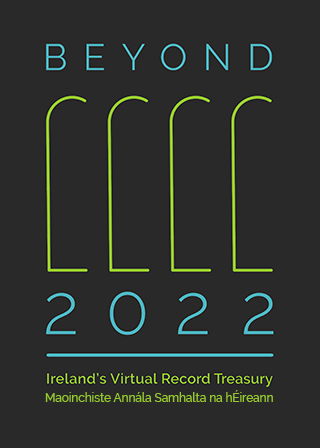 BEYOND
2022
Ireland's Virtual Record Treasury
Maoinchiste Annála Samhalta na hÉireann